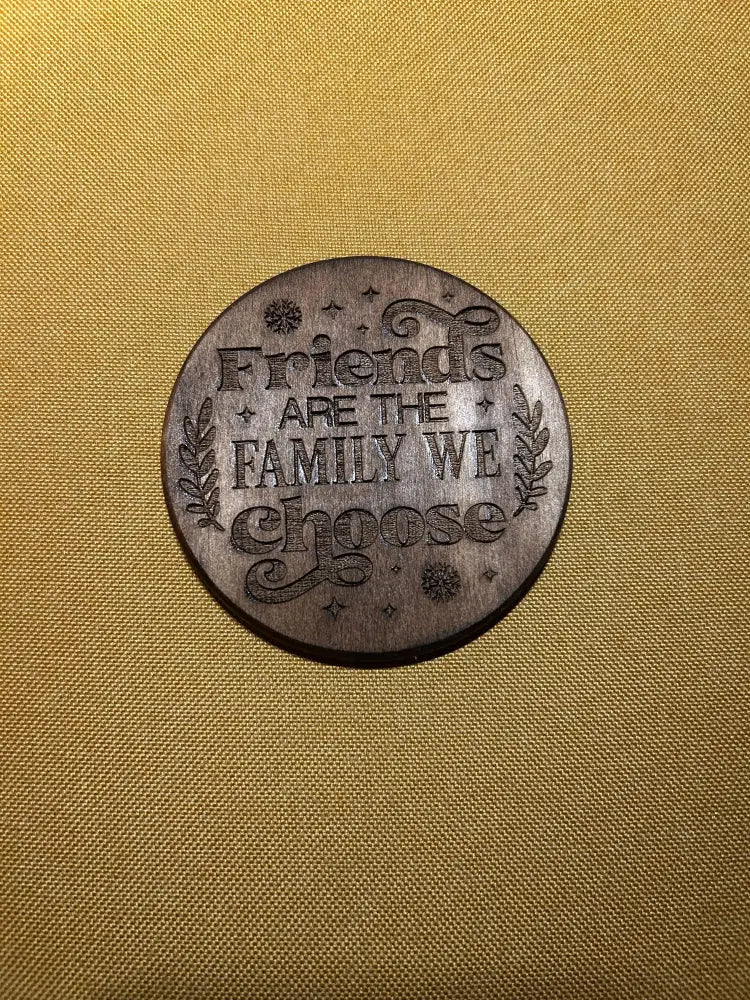 Friends
ARE THE
FAMILY WE
choose